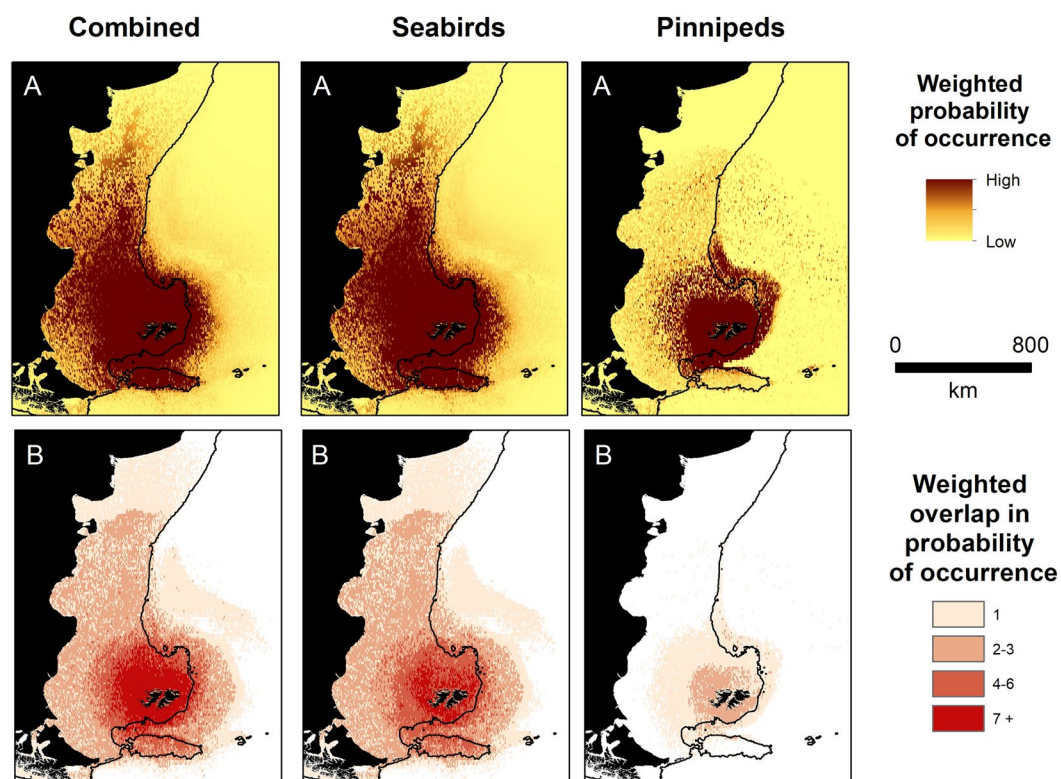 Combined
Seabirds
Pinnipeds
A
A
A
Weighted
probability
of occurrence
High
Low
0 800
km
B
B
B
Weighted
overlap in
probability
of occurrence
1
2-3
4-6
7 +